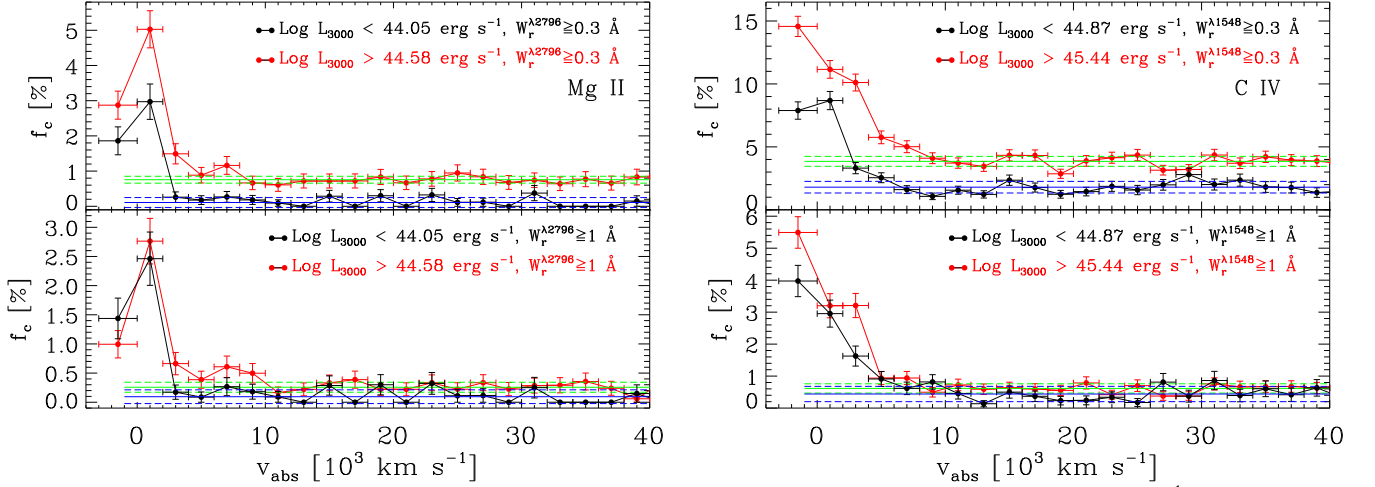 Log L3000 < 44.05 erg s−1, Wrλ2796≧0.3 Å
Log L3000 > 44.58 erg s−1, Wrλ2796≧0.3 Å
Mg II
fc [%]
5
4
3
2
1
0
Log L3000 < 44.05 erg s−1, Wrλ2796≧1 Å
Log L3000 > 44.58 erg s−1, Wrλ2796≧1 Å
fc [%]
3.0
2.5
2.0
1.5
1.0
0.5
0.0
0 10 20 30 40
vabs [10³ km s−1]
Log L3000 < 44.87 erg s−1, Wrλ1548≧0.3 Å
Log L3000 > 45.44 erg s−1, Wrλ1548≧0.3 Å
C IV
fc [%]
15
10
5
0
Log L3000 < 44.87 erg s−1, Wrλ1548≧1 Å
Log L3000 > 45.44 erg s−1, Wrλ1548≧1 Å
fc [%]
6
5
4
3
2
1
0
0 10 20 30 40
vabs [10³ km s−1]